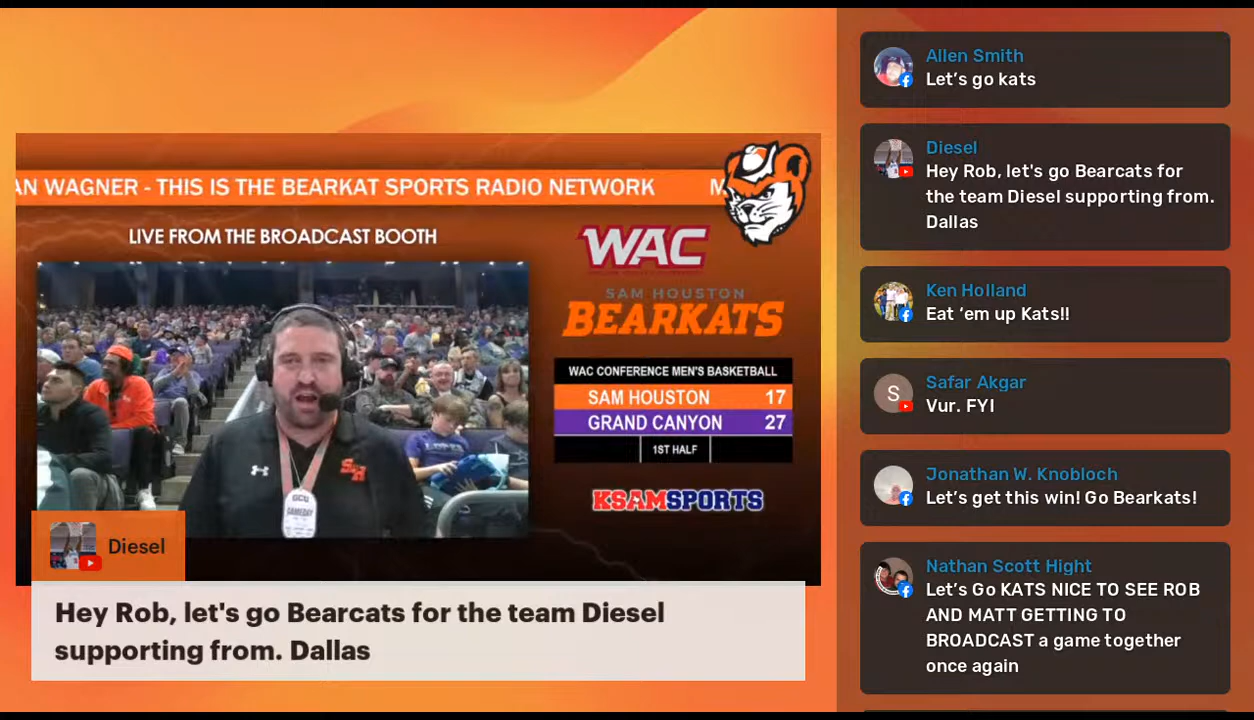 AN WAGNER - THIS IS THE BEARKAT SPORTS RADIO NETWORK M
LIVE FROM THE BROADCAST BOOTH
WAC
SAM HOUSTON
BEARKATS
WAC CONFERENCE MEN'S BASKETBALL
SAM HOUSTON 17
GRAND CANYON 27
1ST HALF
KSAMSPORTS
SH
GCU
GAMEDAY
LOPES
Diesel
Hey Rob, let's go Bearcats for the team Diesel
supporting from. Dallas
Allen Smith
Let’s go kats
Diesel
Hey Rob, let's go Bearcats for
the team Diesel supporting from.
Dallas
Ken Holland
Eat ‘em up Kats!!
S
Safar Akgar
Vur. FYI
Jonathan W. Knobloch
Let’s get this win! Go Bearkats!
Nathan Scott Hight
Let’s Go KATS NICE TO SEE ROB
AND MATT GETTING TO
BROADCAST a game together
once again